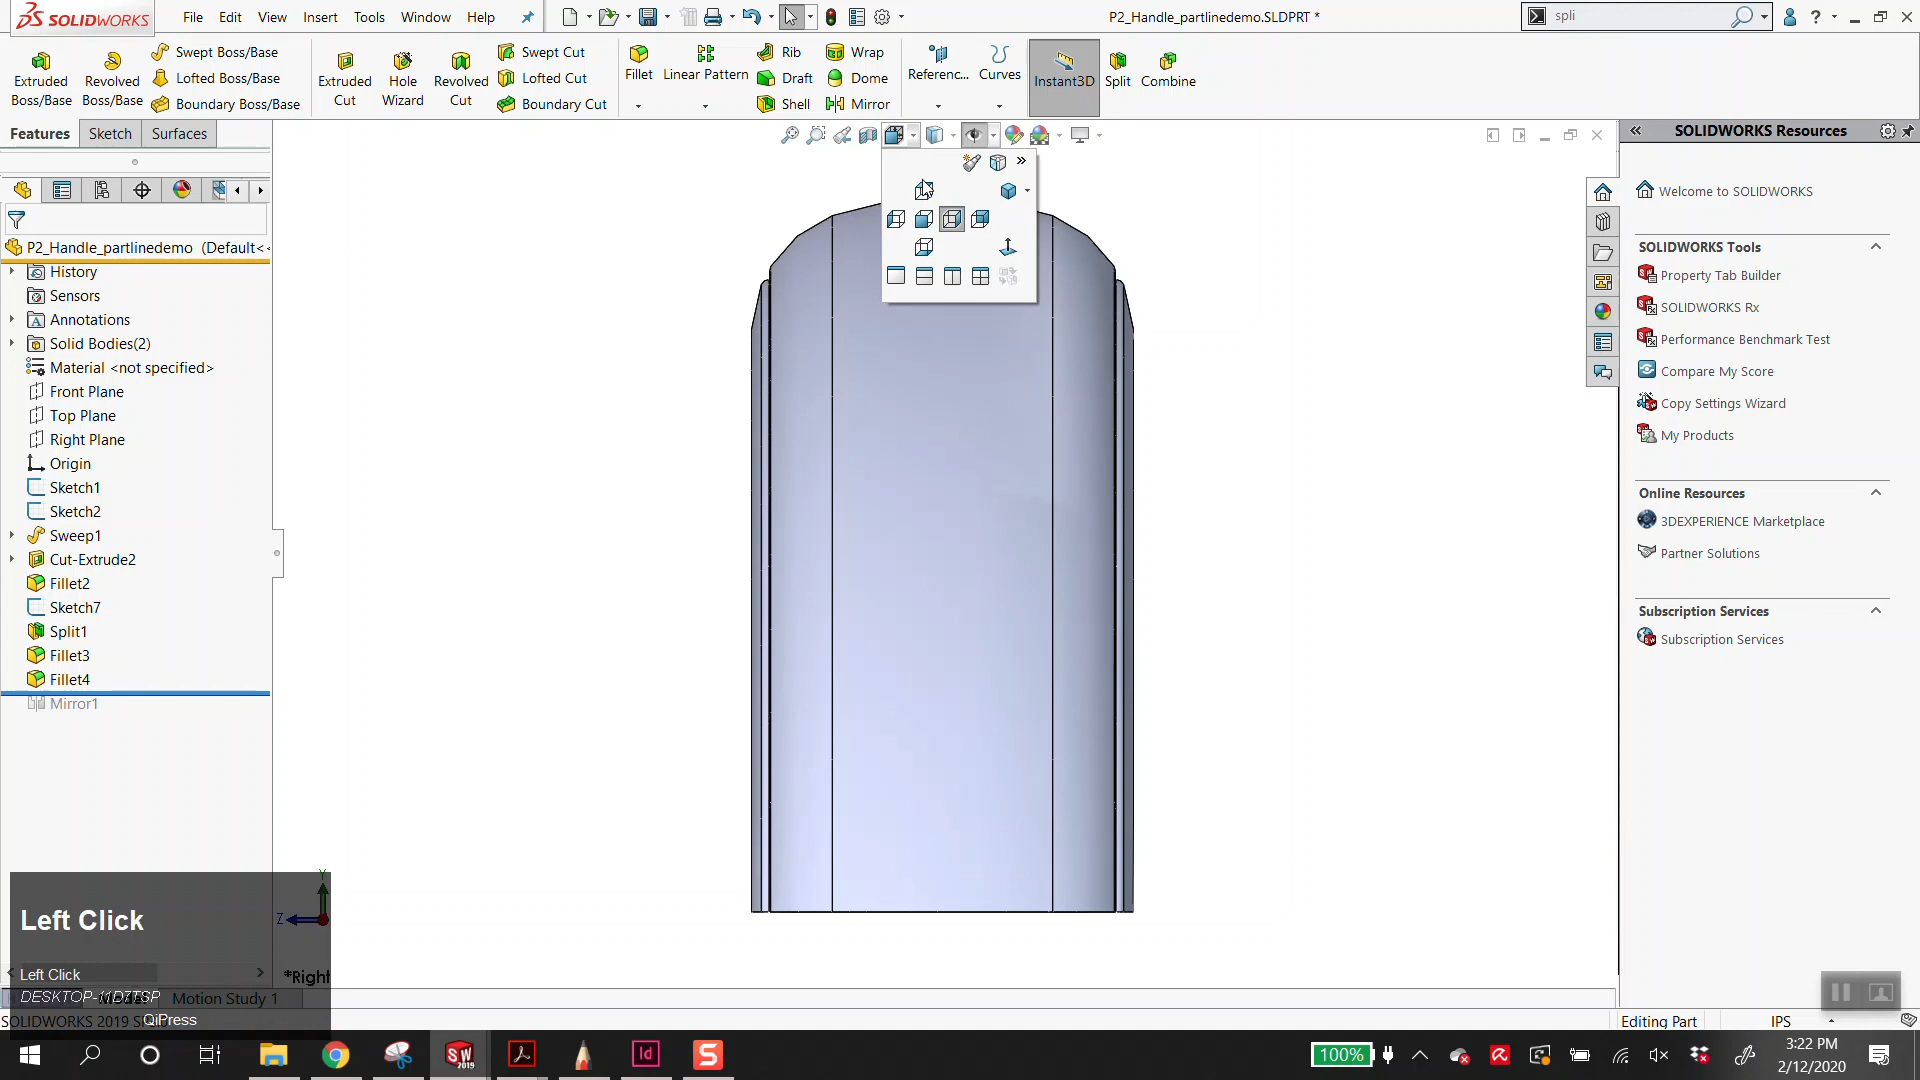 SOLIDWORKS
File Edit View Insert Tools Window Help
P2_Handle_partlinedemo.SLDPRT *
spli
Extruded Boss/Base
Revolved Boss/Base
Swept Boss/Base
Lofted Boss/Base
Boundary Boss/Base
Extruded Cut
Hole Wizard
Revolved Cut
Swept Cut
Lofted Cut
Boundary Cut
Fillet
Linear Pattern
Rib
Draft
Shell
Wrap
Dome
Mirror
Referenc...
Curves
Instant3D
Split
Combine
Features Sketch Surfaces
P2_Handle_partlinedemo (Default<
History
Sensors
Annotations
Solid Bodies(2)
Material <not specified>
Front Plane
Top Plane
Right Plane
Origin
Sketch1
Sketch2
Sweep1
Cut-Extrude2
Fillet2
Sketch7
Split1
Fillet3
Fillet4
Mirror1
Y
Z
*Right
Left Click
Left Click
DESKTOP-11DZTSP
QiPress
Motion Study 1
SOLIDWORKS 2019
SOLIDWORKS Resources
Welcome to SOLIDWORKS
SOLIDWORKS Tools
Property Tab Builder
SOLIDWORKS Rx
Performance Benchmark Test
Compare My Score
Copy Settings Wizard
My Products
Online Resources
3DEXPERIENCE Marketplace
Partner Solutions
Subscription Services
Subscription Services
Editing Part
IPS
SW 2019
Id
S
100%
3:22 PM
2/12/2020